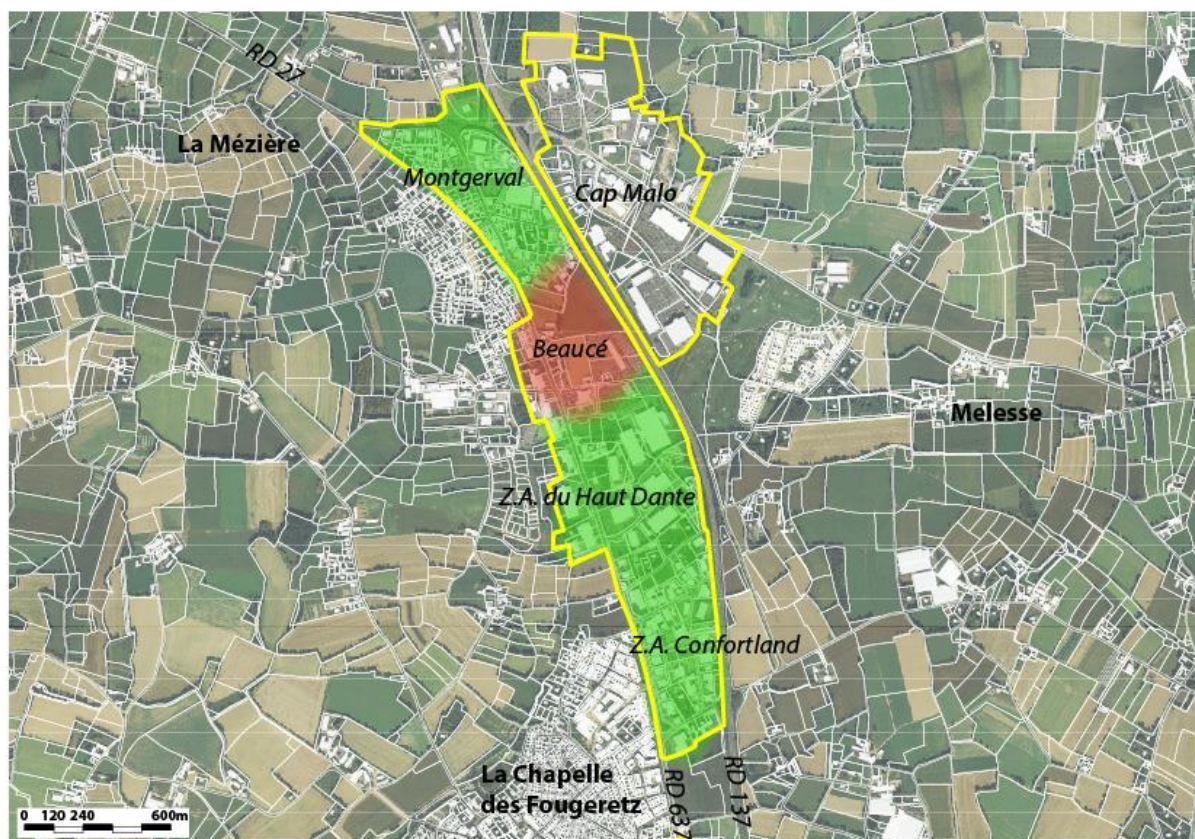 RD 27
N
La Mézière
Montgerval
Cap Malo
Beaucé
Melesse
Z.A. du Haut Dante
Z.A. Confortland
La Chapelle
des Fougeretz
RD 637
RD 137
0 120 240 600m